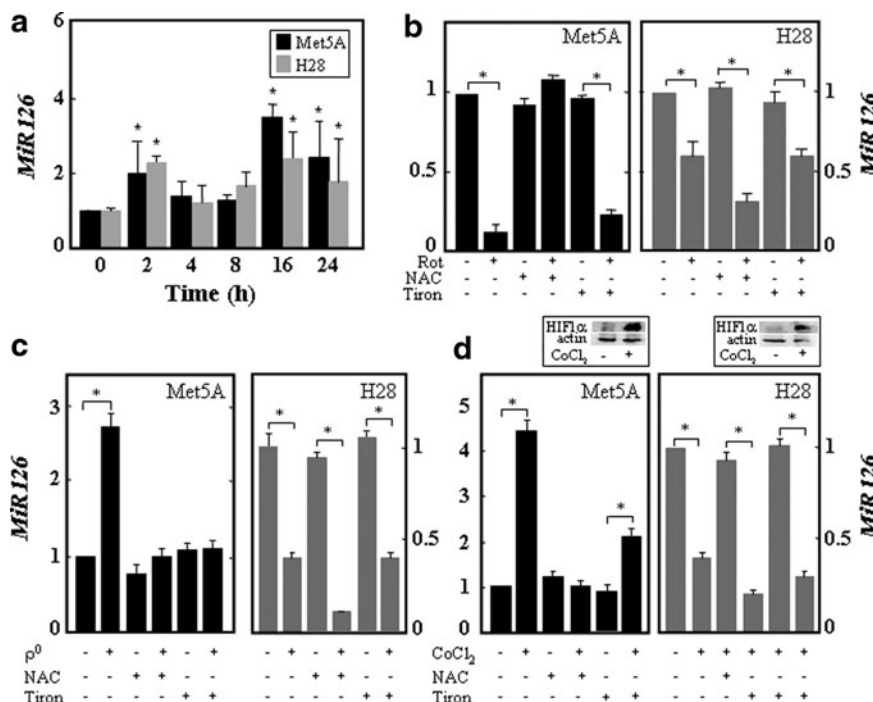 a
6
4
2
0
MiR126
Met5A
H28
* * * * * *
0 2 4 8 16 24
Time (h)
b
Met5A
H28
1
0.5
0
MiR126
* *
* * *
1
0.5
0
Rot - + - + - + - + - + - +
NAC - - + + - - - - + + - -
Tiron - - - - + + - - - - + +
c
Met5A
H28
3
2
1
0
MiR126
*
* * *
1
0.5
0
ρ0 - + - + - + - + - + - +
NAC - - + + - - - - + + - -
Tiron - - - - + + - - - - + +
d
HIF1α
actin
CoCl2 - +
HIF1α
actin
CoCl2 - +
Met5A
H28
5
4
3
2
1
0
* *
* * *
1
0.5
0
MiR126
CoCl2 - + - + - + - + + + + +
NAC - - + + - - - - + - - -
Tiron - - - - + + - - - + + +